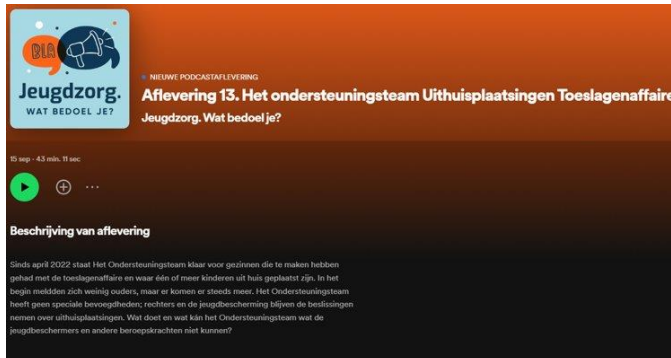 BLA
Jeugdzorg.
WAT BEDOEL JE?
NIEUWE PODCASTAFLEVERING
Aflevering 13. Het ondersteuningsteam Uithuisplaatsingen Toeslagenaffaire
Jeugdzorg. Wat bedoel je?
15 sep - 43 min. 11 sec
Beschrijving van aflevering
Sinds april 2022 staat Het Ondersteuningsteam klaar voor gezinnen die te maken hebben
gehad met de toeslagenaffaire en waar één of meer kinderen uit huis geplaatst zijn. In het
begin meldden zich weinig ouders, maar er komen er steeds meer. Het Ondersteuningsteam
heeft geen speciale bevoegdheden; rechters en de jeugdbescherming blijven de beslissingen
nemen over uithuisplaatsingen. Wat doet en wat kán het Ondersteuningsteam wat de
jeugdbeschermers en andere beroepskrachten niet kunnen?